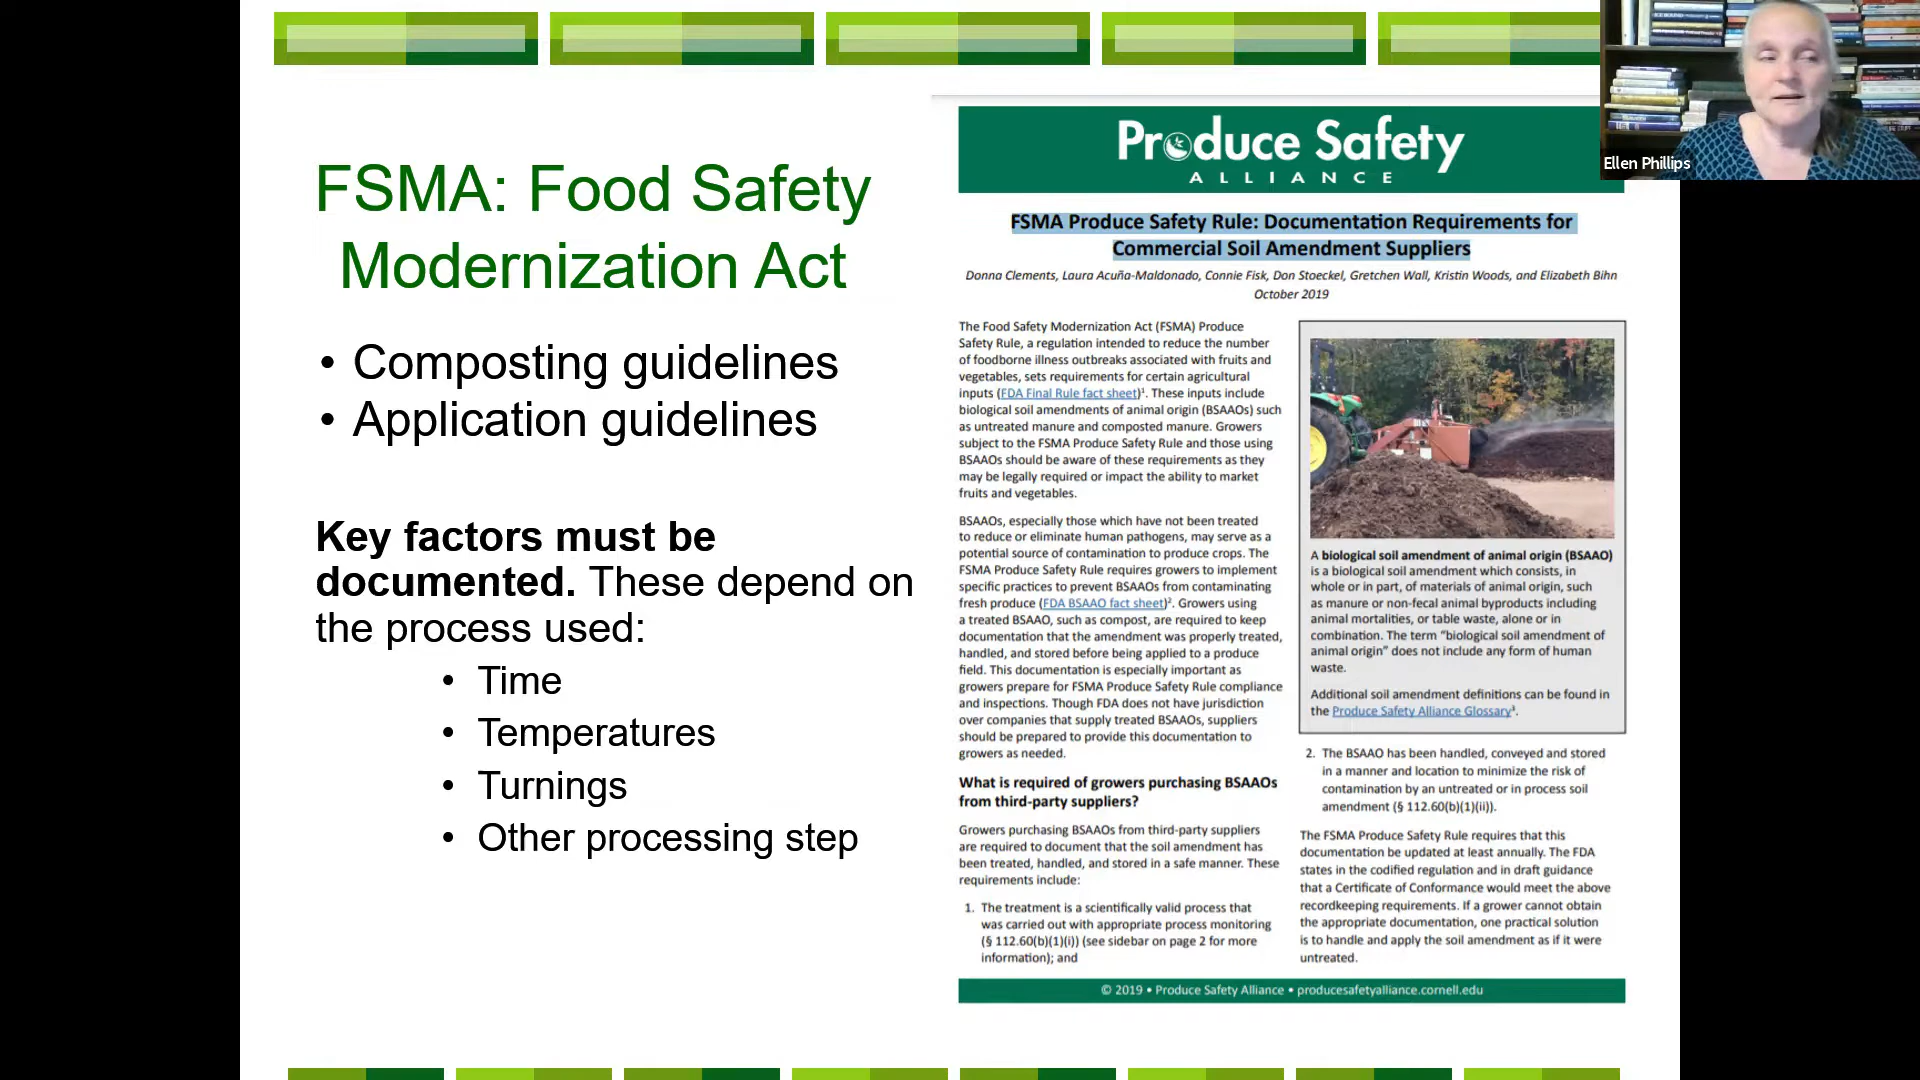 FSMA: Food Safety
Modernization Act
• Composting guidelines
• Application guidelines
Key factors must be
documented. These depend on
the process used:
• Time
• Temperatures
• Turnings
• Other processing step
Produce Safety
ALLIANCE
FSMA Produce Safety Rule: Documentation Requirements for
Commercial Soil Amendment Suppliers
Donna Clements, Laura Acuña-Maldonado, Connie Fisk, Don Stoeckel, Gretchen Wall, Kristin Woods, and Elizabeth Bihn
October 2019
The Food Safety Modernization Act (FSMA) Produce
Safety Rule, a regulation intended to reduce the number
of foodborne illness outbreaks associated with fruits and
vegetables, sets requirements for certain agricultural
inputs (FDA Final Rule fact sheet)¹. These inputs include
biological soil amendments of animal origin (BSAAOs) such
as untreated manure and composted manure. Growers
subject to the FSMA Produce Safety Rule and those using
BSAAOs should be aware of these requirements as they
may be legally required or impact the ability to market
fruits and vegetables.
BSAAOs, especially those which have not been treated
to reduce or eliminate human pathogens, may serve as a
potential source of contamination to produce crops. The
FSMA Produce Safety Rule requires growers to implement
specific practices to prevent BSAAOs from contaminating
fresh produce (FDA BSAAO fact sheet)². Growers using
a treated BSAAO, such as compost, are required to keep
documentation that the amendment was properly treated,
handled, and stored before being applied to a produce
field. This documentation is especially important as
growers prepare for FSMA Produce Safety Rule compliance
and inspections. Though FDA does not have jurisdiction
over companies that supply treated BSAAOs, suppliers
should be prepared to provide this documentation to
growers as needed.
What is required of growers purchasing BSAAOs
from third-party suppliers?
Growers purchasing BSAAOs from third-party suppliers
are required to document that the soil amendment has
been treated, handled, and stored in a safe manner. These
requirements include:
1. The treatment is a scientifically valid process that
was carried out with appropriate process monitoring
(§ 112.60(b)(1)(i)) (see sidebar on page 2 for more
information); and
A biological soil amendment of animal origin (BSAAO)
is a biological soil amendment which consists, in
whole or in part, of materials of animal origin, such
as manure or non-fecal animal byproducts including
animal mortalities, or table waste, alone or in
combination. The term "biological soil amendment of
animal origin" does not include any form of human
waste.
Additional soil amendment definitions can be found in
the Produce Safety Alliance Glossary³.
2. The BSAAO has been handled, conveyed and stored
in a manner and location to minimize the risk of
contamination by an untreated or in process soil
amendment (§ 112.60(b)(1)(ii)).
The FSMA Produce Safety Rule requires that this
documentation be updated at least annually. The FDA
states in the codified regulation and in draft guidance
that a Certificate of Conformance would meet the above
recordkeeping requirements. If a grower cannot obtain
the appropriate documentation, one practical solution
is to handle and apply the soil amendment as if it were
untreated.
© 2019 • Produce Safety Alliance • producesafetyalliance.cornell.edu
Ellen Phillips